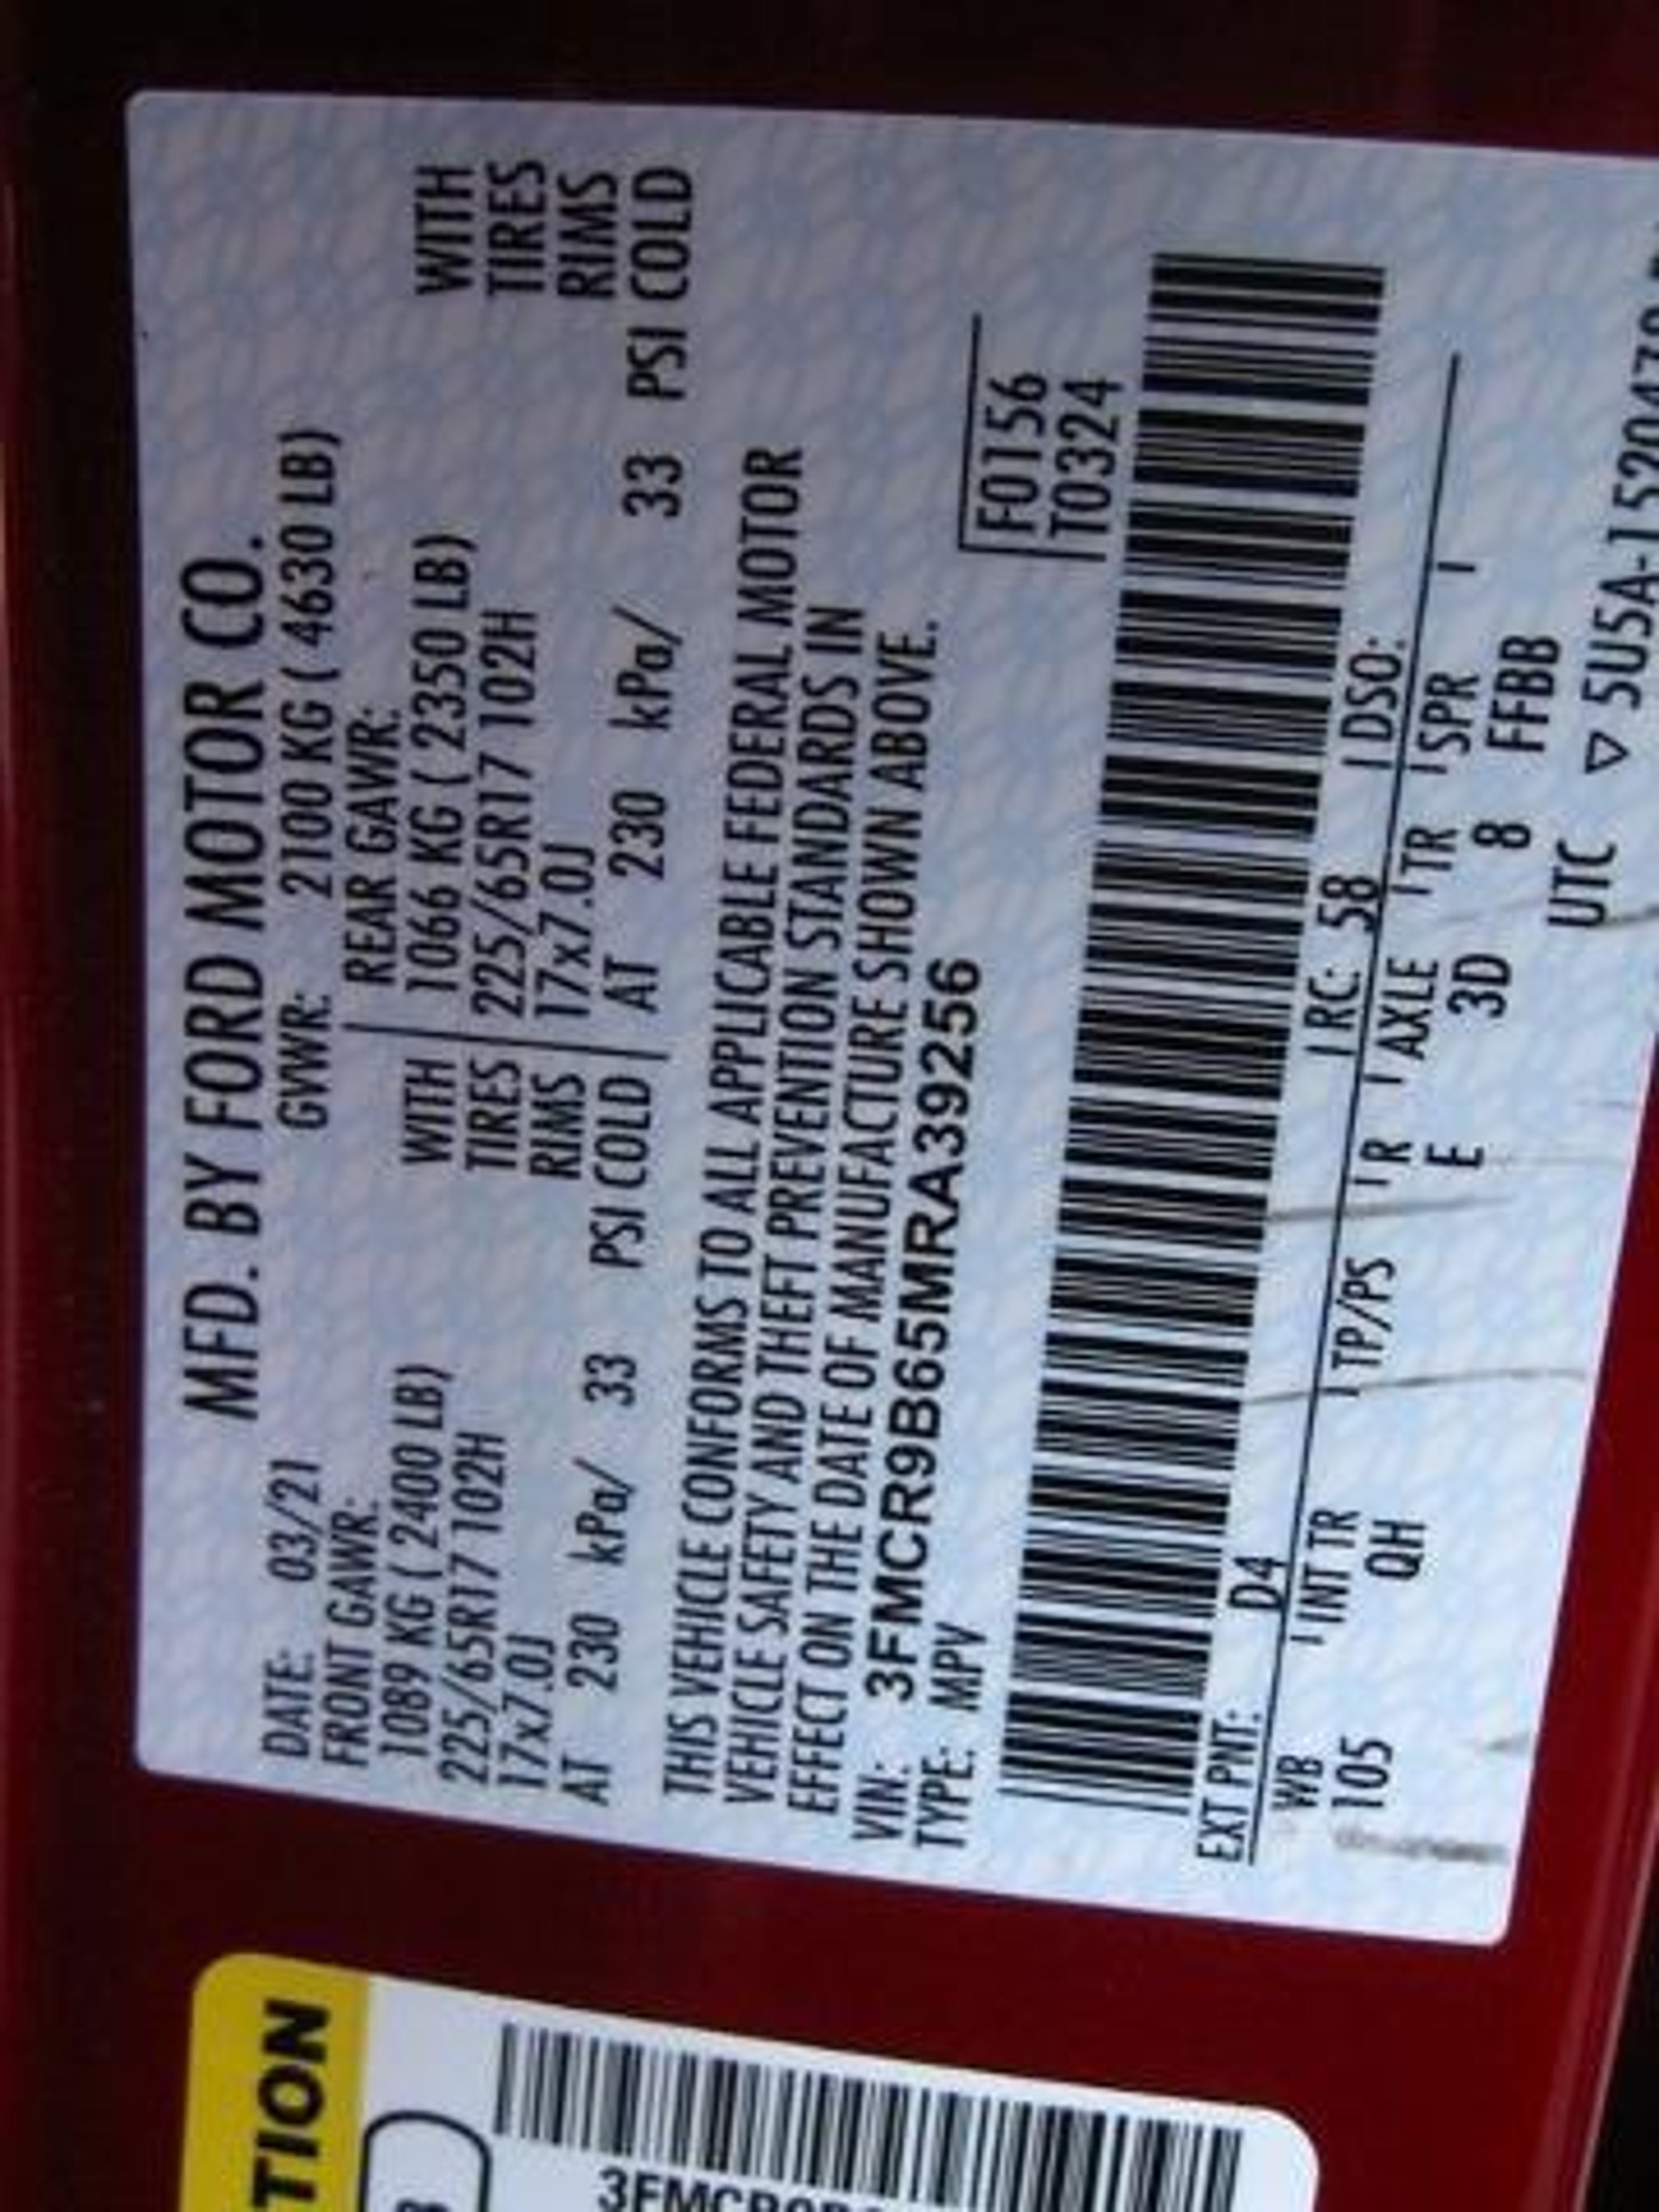 MFD. BY FORD MOTOR CO.
DATE: 03/21 GVWR: 2100 KG ( 4630 LB)
FRONT GAWR: REAR GAWR:
1089 KG ( 2400 LB) WITH 1066 KG ( 2350 LB) WITH
225/65R17 102H TIRES 225/65R17 102H TIRES
17x7.0J RIMS 17x7.0J RIMS
AT 230 kPa/ 33 PSI COLD AT 230 kPa/ 33 PSI COLD
THIS VEHICLE CONFORMS TO ALL APPLICABLE FEDERAL MOTOR
VEHICLE SAFETY AND THEFT PREVENTION STANDARDS IN
EFFECT ON THE DATE OF MANUFACTURE SHOWN ABOVE.
VIN: 3FMCR9B65MRA39256
TYPE: MPV
F0156
T0324
EXT PNT: D4 RC: 58 DSO:
WB INT TR TP/PS R AXLE TR SPR
105 QH E 3D 8 FFBB
UTC ▽ 5U5A-
TION